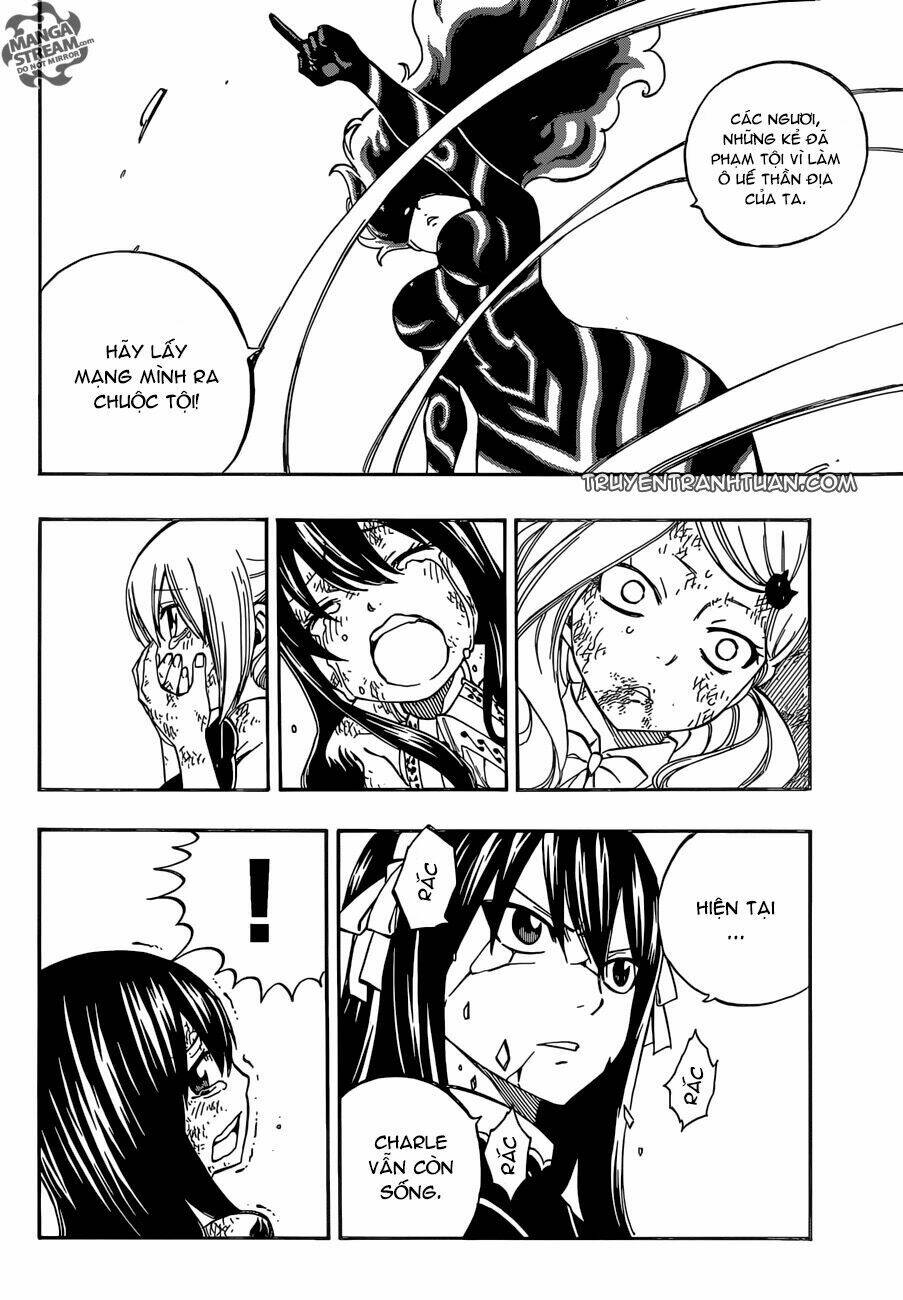 MANGA
STREAM.com
DO NOT MIRROR
CÁC NGƯƠI,
NHỮNG KẺ ĐÃ
PHẠM TỘI VÌ LÀM
Ô UẾ THẦN ĐỊA
CỦA TA.
HÃY LẤY
MẠNG MÌNH RA
CHUỘC TỘI!
TRUYENTRANHTUAN.COM
HIỆN TẠI
...
RẮC
RẮC
RẮC
CHARLE
VẪN CÒN
SỐNG.
!